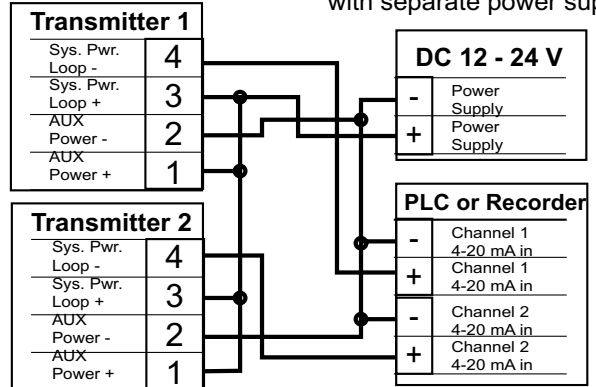 with separate power sup
Transmitter 1
Sys. Pwr.
Loop -
4
Sys. Pwr.
Loop +
3
AUX
Power -
2
AUX
Power +
1
DC 12 - 24 V
-
Power
Supply
+
Power
Supply
Transmitter 2
Sys. Pwr.
Loop -
4
Sys. Pwr.
Loop +
3
AUX
Power -
2
AUX
Power +
1
PLC or Recorder
-
Channel 1
4-20 mA in
+
Channel 1
4-20 mA in
-
Channel 2
4-20 mA in
+
Channel 2
4-20 mA in